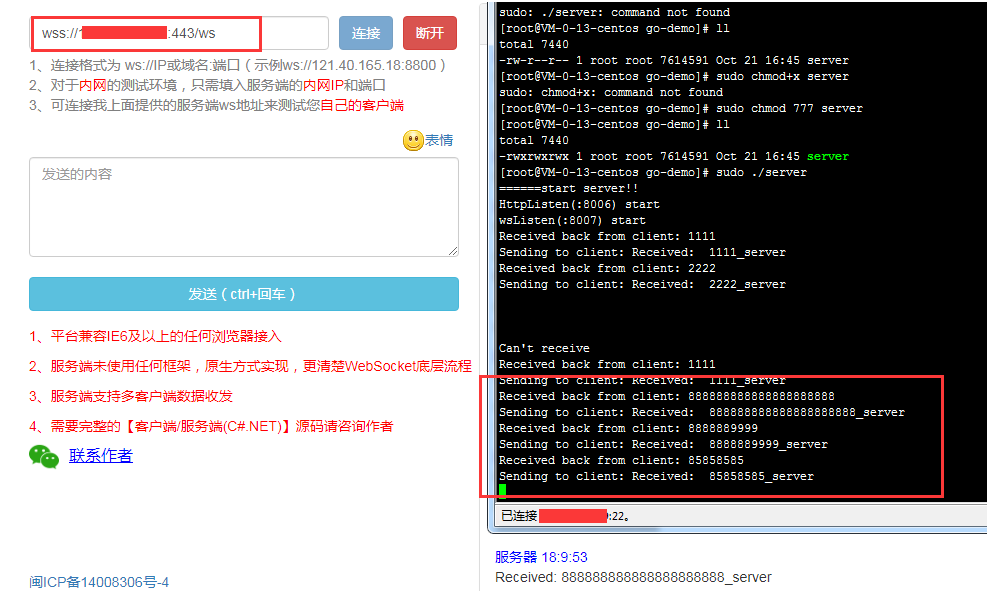 wss://1:443/ws
连接
断开
1、连接格式为 ws://IP或域名:端口（示例ws://121.40.165.18:8800 ）
2、对于内网的测试环境，只需填入服务端的内网IP和端口
3、可连接我上面提供的服务端ws地址来测试您自己的客户端
表情
发送的内容
发送（ctrl+回车）
1、平台兼容IE6及以上的任何浏览器接入
2、服务端未使用任何框架，原生方式实现，更清楚WebSocket底层流程
3、服务端支持多客户端数据收发
4、需要完整的【客户端/服务端(C#.NET)】源码请咨询作者
联系作者
闽ICP备14008306号-4
sudo: ./server: command not found
[root@VM-0-13-centos go-demo]# ll
total 7440
-rw-r--r-- 1 root root 7614591 Oct 21 16:45 server
[root@VM-0-13-centos go-demo]# sudo chmod+x server
sudo: chmod+x: command not found
[root@VM-0-13-centos go-demo]# sudo chmod 777 server
[root@VM-0-13-centos go-demo]# ll
total 7440
-rwxrwxrwx 1 root root 7614591 Oct 21 16:45 server
[root@VM-0-13-centos go-demo]# sudo ./server
======start server!!
HttpListen(:8006) start
wsListen(:8007) start
Received back from client: 1111
Sending to client: Received:  1111_server
Received back from client: 2222
Sending to client: Received:  2222_server
Can't receive
Received back from client: 1111
Sending to client: Received:  1111_server
Received back from client: 888888888888888888888
Sending to client: Received:  888888888888888888888_server
Received back from client: 8888889999
Sending to client: Received:  8888889999_server
Received back from client: 85858585
Sending to client: Received:  85858585_server
已连接 :22。
服务器 18:9:53
Received: 888888888888888888888_server